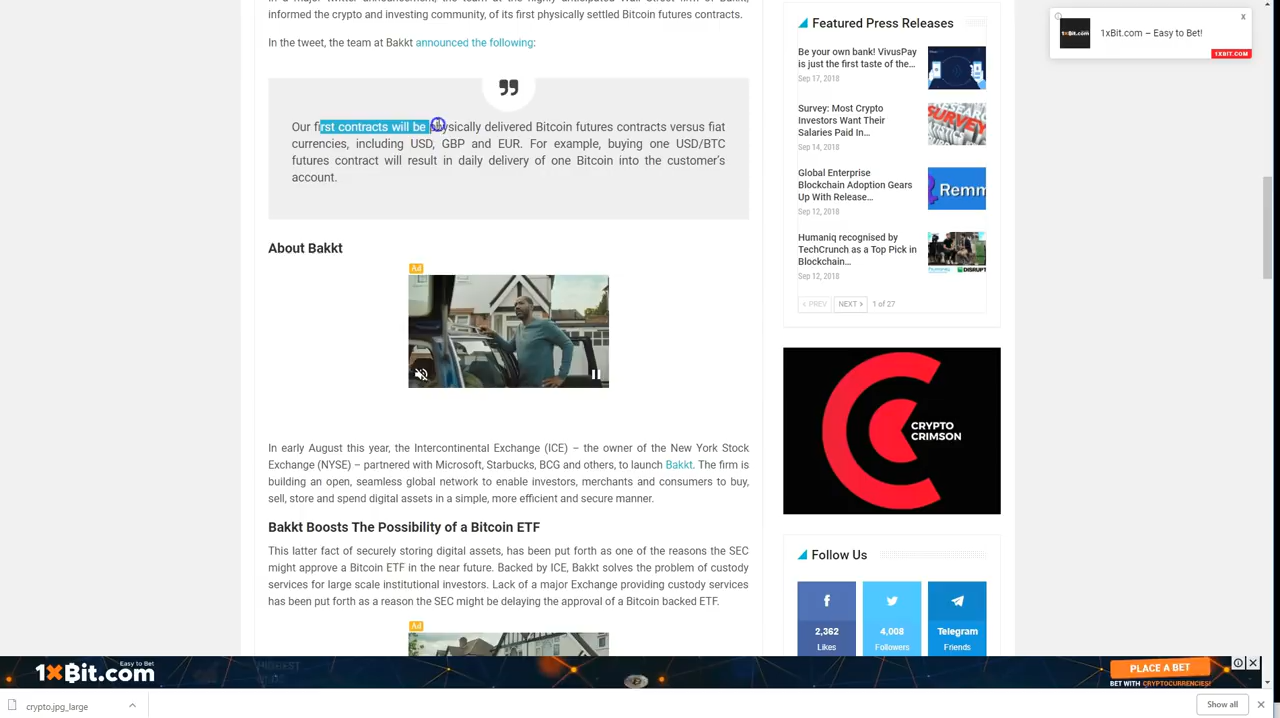 In a major Twitter announcement, the team at the highly anticipated Wall Street firm of Bakkt,
informed the crypto and investing community, of its first physically settled Bitcoin futures contracts.
In the tweet, the team at Bakkt announced the following:
Our first contracts will be physically delivered Bitcoin futures contracts versus fiat
currencies, including USD, GBP and EUR. For example, buying one USD/BTC
futures contract will result in daily delivery of one Bitcoin into the customer's
account.
About Bakkt
Ad
In early August this year, the Intercontinental Exchange (ICE) – the owner of the New York Stock
Exchange (NYSE) – partnered with Microsoft, Starbucks, BCG and others, to launch Bakkt. The firm is
building an open, seamless global network to enable investors, merchants and consumers to buy,
sell, store and spend digital assets in a simple, more efficient and secure manner.
Bakkt Boosts The Possibility of a Bitcoin ETF
This latter fact of securely storing digital assets, has been put forth as one of the reasons the SEC
might approve a Bitcoin ETF in the near future. Backed by ICE, Bakkt solves the problem of custody
services for large scale institutional investors. Lack of a major Exchange providing custody services
has been put forth as a reason the SEC might be delaying the approval of a Bitcoin backed ETF.
Ad
Featured Press Releases
Be your own bank! VivusPay
is just the first taste of the…
Sep 17, 2018
Survey: Most Crypto
Investors Want Their
Salaries Paid In…
Sep 14, 2018
SURVEY
Global Enterprise
Blockchain Adoption Gears
Up With Release…
Sep 12, 2018
Remm
Humaniq recognised by
TechCrunch as a Top Pick in
Blockchain…
Sep 12, 2018
DISRUPT
PREV
NEXT
1 of 27
CRYPTO
CRIMSON
Follow Us
2,362
Likes
4,008
Followers
Telegram
Friends
1xBit.com
1xBit.com – Easy to Bet!
1XBIT.COM
X
Easy to Bet
1xBit.com
HIGHEST
PLACE A BET
BET WITH CRYPTOCURRENCIES!
crypto.jpg_large
Show all